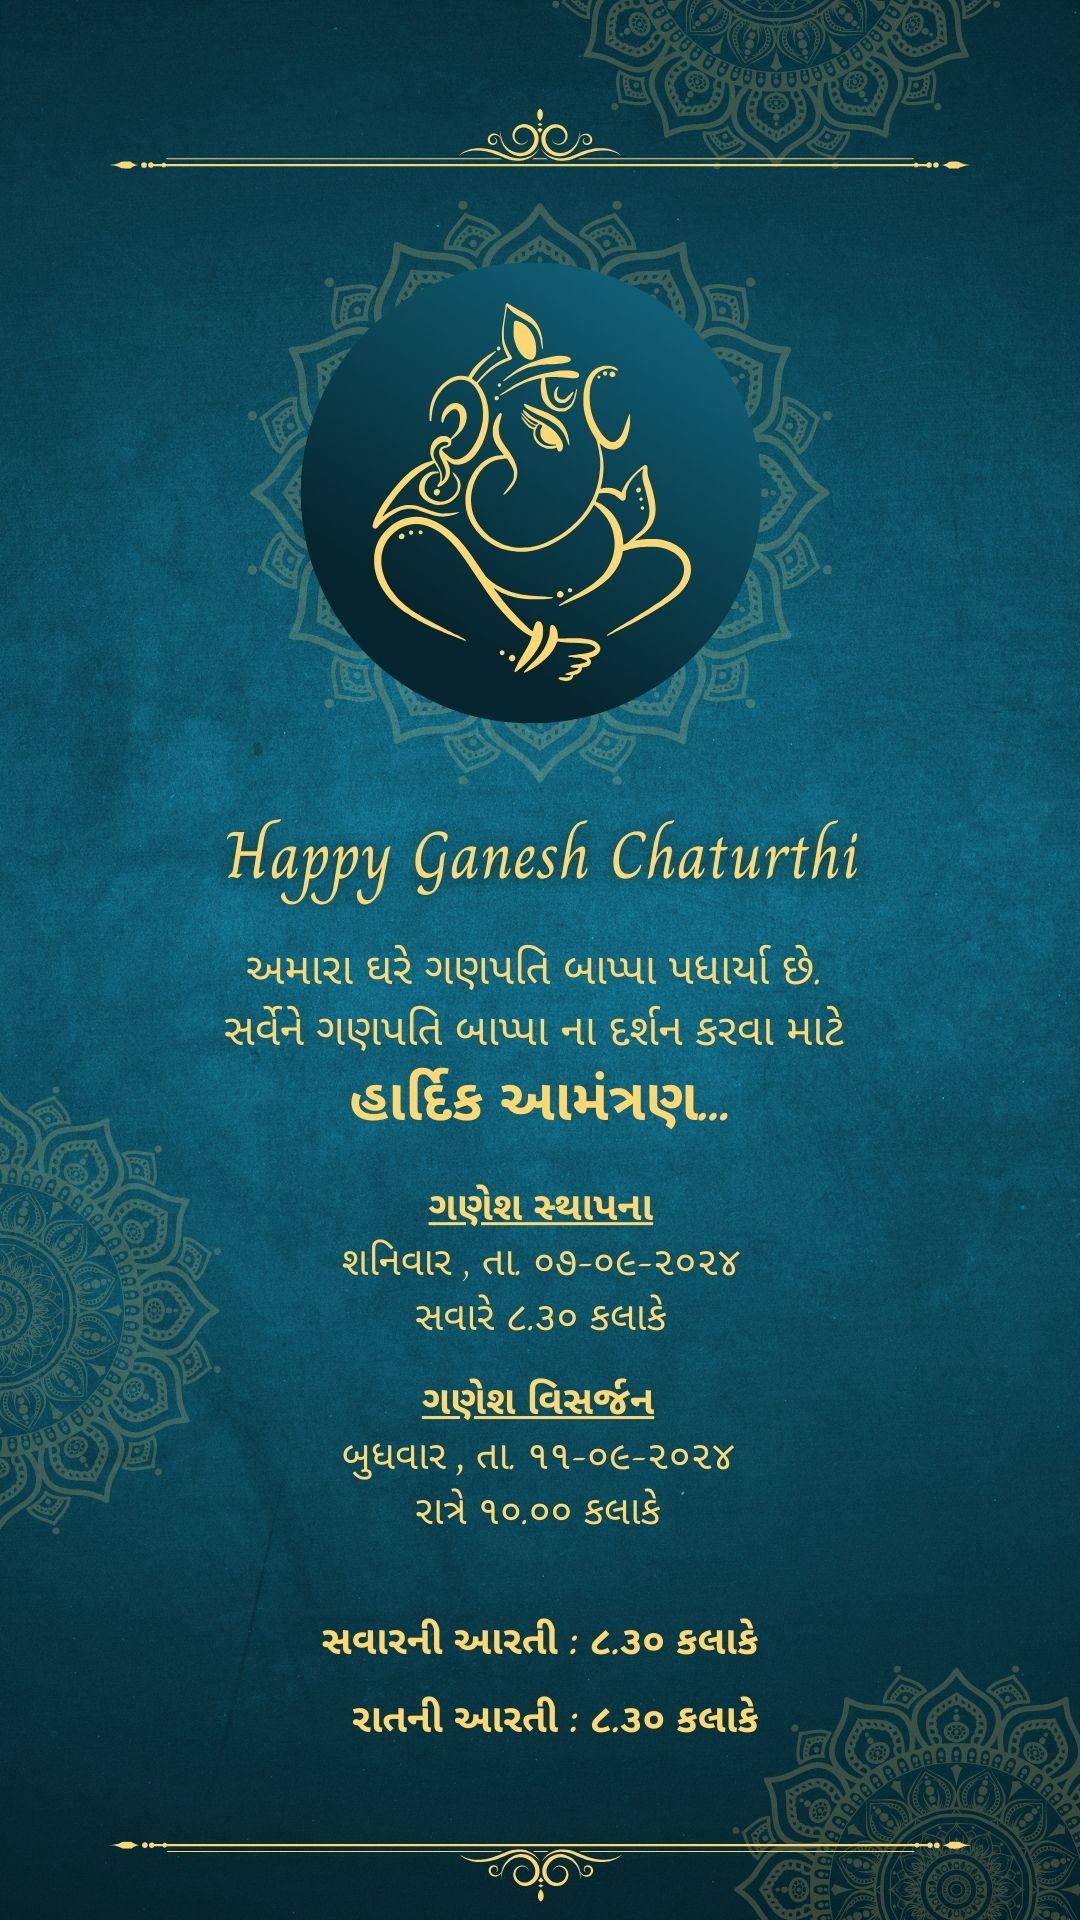 Happy Ganesh Chaturthi
અમારા ઘરે ગણપતિ બાપ્પા પધાર્યા છે.
સર્વેને ગણપતિ બાપ્પા ના દર્શન કરવા માટે
હાર્દિક આમંત્રણ...
ગણેશ સ્થાપના
શનિવાર , તા. ૦૭-૦૯-૨૦૨૪
સવારે ૮.૩૦ કલાકે
ગણેશ વિસર્જન
બુધવાર , તા. ૧૧-૦૯-૨૦૨૪
રાત્રે ૧૦.૦૦ કલાકે
સવારની આરતી : ૮.૩૦ કલાકે
રાતની આરતી : ૮.૩૦ કલાકે